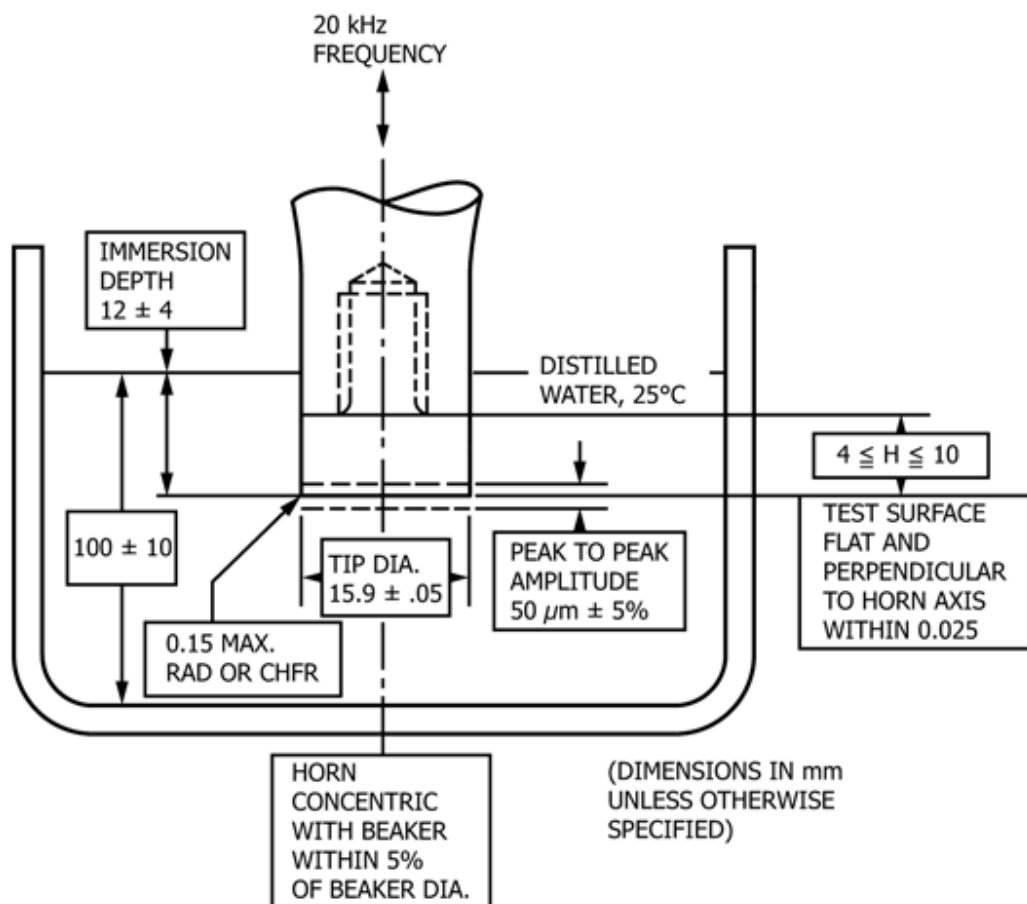 20 kHz
FREQUENCY
IMMERSION
DEPTH
12 ± 4
DISTILLED
WATER, 25°C
4 ≦ H ≦ 10
100 ± 10
TIP DIA.
15.9 ± .05
PEAK TO PEAK
AMPLITUDE
50 µm ± 5%
TEST SURFACE
FLAT AND
PERPENDICULAR
TO HORN AXIS
WITHIN 0.025
0.15 MAX.
RAD OR CHFR
HORN
CONCENTRIC
WITH BEAKER
WITHIN 5%
OF BEAKER DIA.
(DIMENSIONS IN mm
UNLESS OTHERWISE
SPECIFIED)